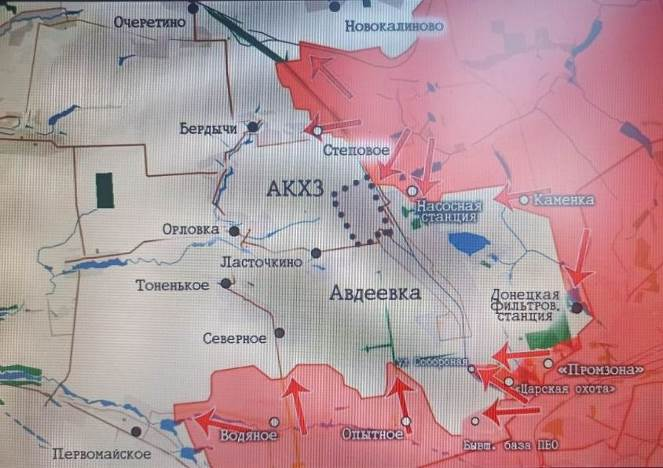 Очеретино
Новокалиново
Бердычи
Степовое
АКХЗ
Насосная
станция
Каменка
Орловка
Ласточкино
Тоненькое
Авдеевка
Донецкая
фильтров.
станция
Северное
ул Соборная
«Промзона»
«Царская охота»
Водяное
Опытное
Первомайское
Бывш. база ПВО